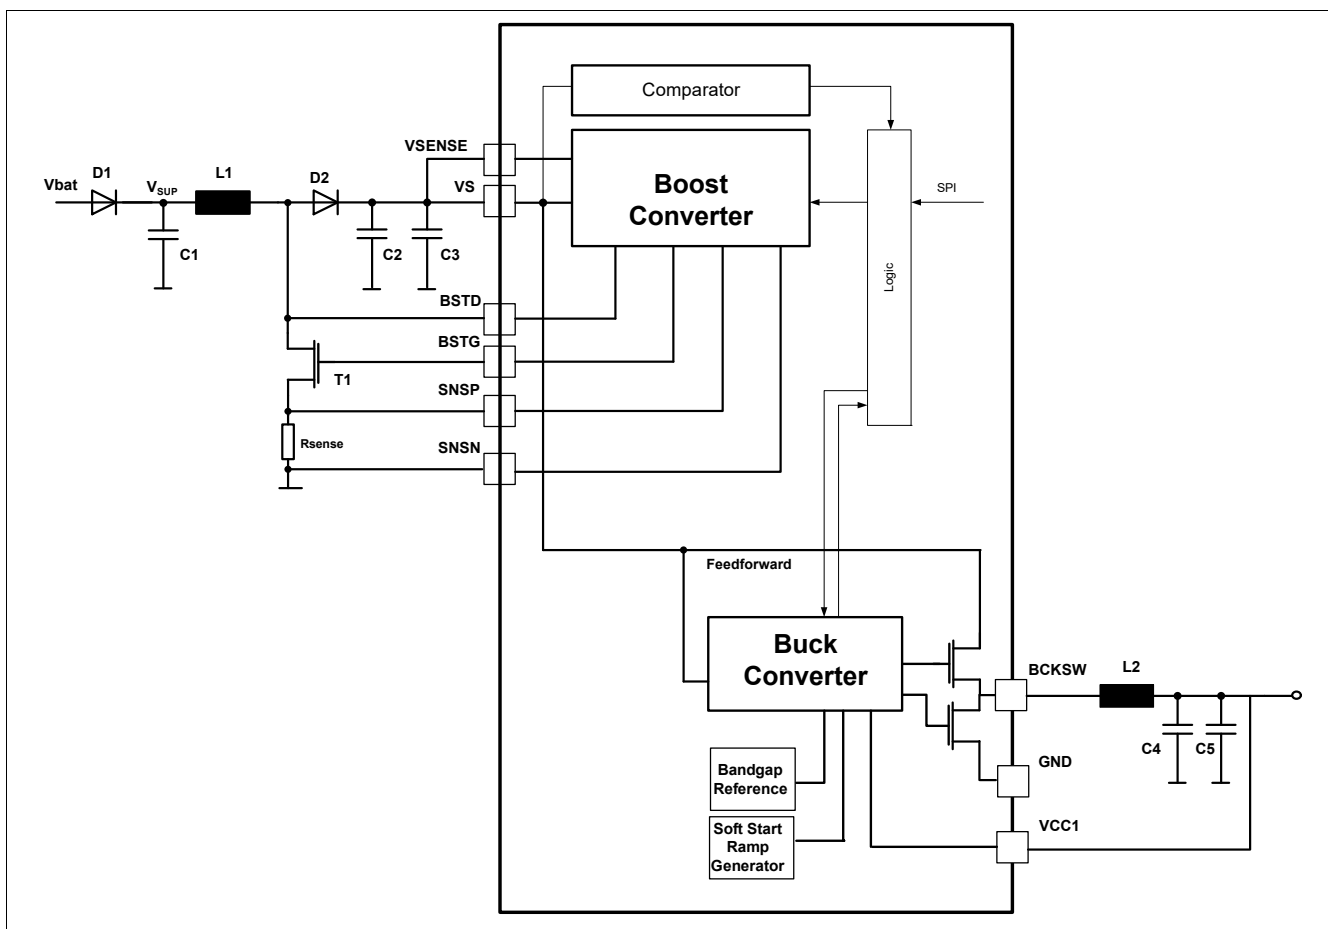 Comparator
VSENSE
D1
L1
D2
VS
Vbat
VSUP
Boost
Converter
SPI
C1
C2
C3
Logic
BSTD
BSTG
T1
SNSP
Rsense
SNSN
Feedforward
Buck
Converter
BCKSW
L2
C4
C5
GND
Bandgap
Reference
VCC1
Soft Start
Ramp
Generator